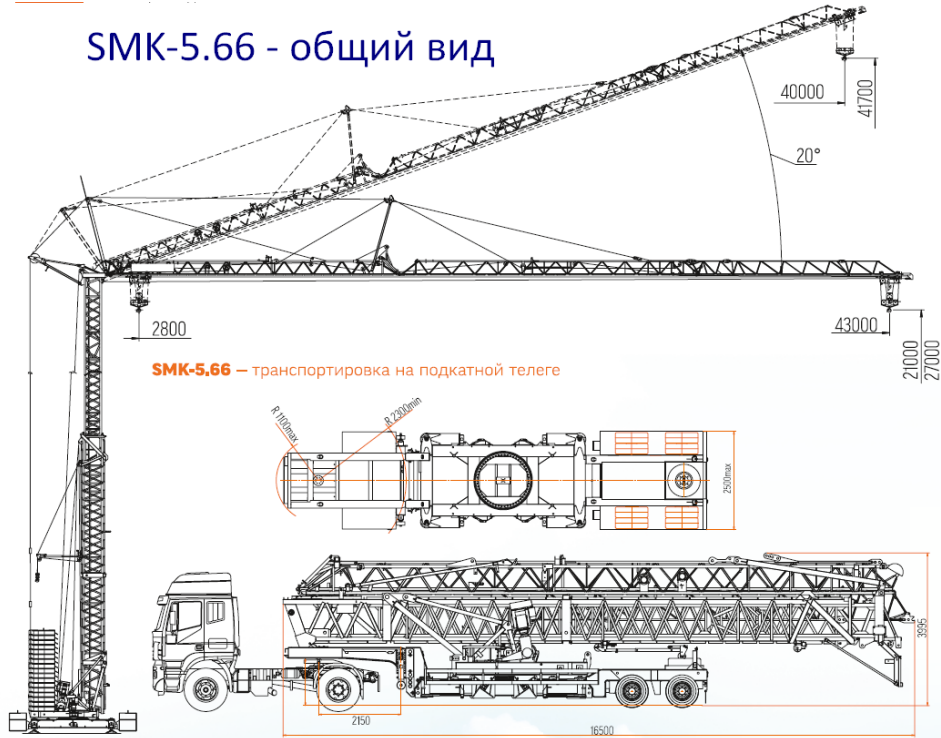 SMK-5.66 - общий вид
40000
41700
20°
2800
43000
21000
27000
SMK-5.66 – транспортировка на подкатной телеге
R 1100max
R 2300min
2500max
3995
2150
16500